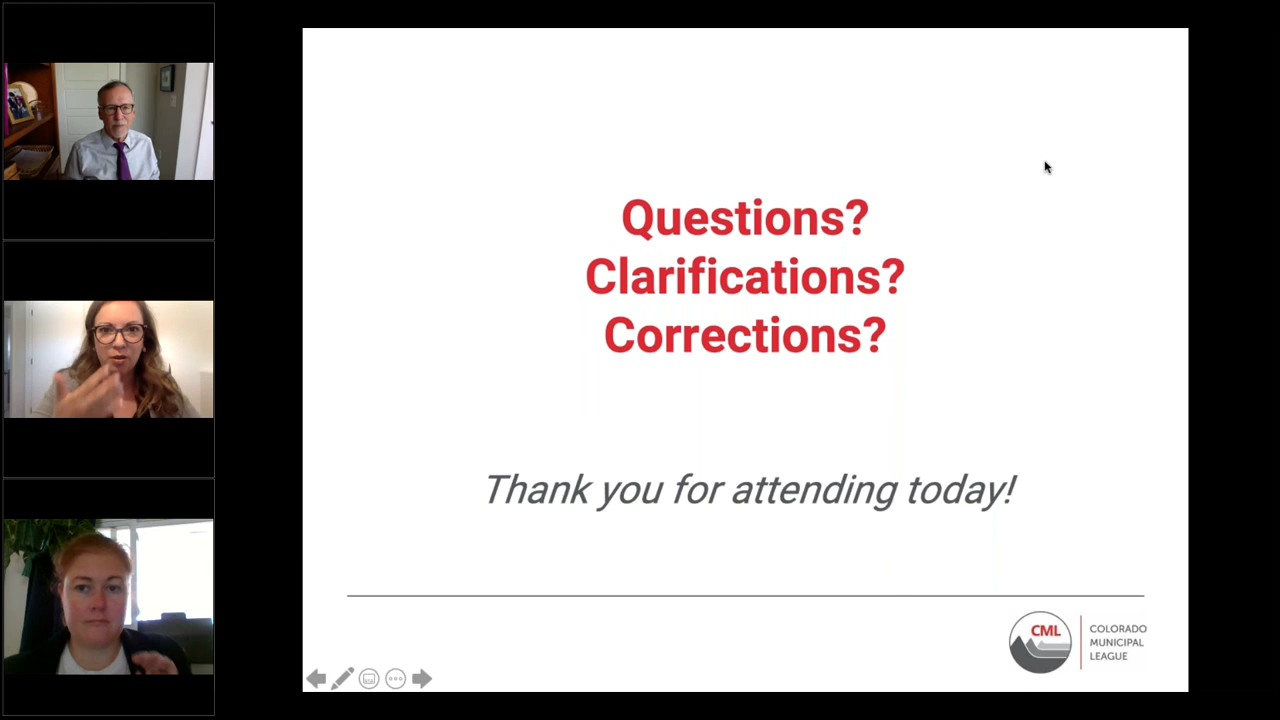 Questions?
Clarifications?
Corrections?
Thank you for attending today!
CML
COLORADO
MUNICIPAL
LEAGUE